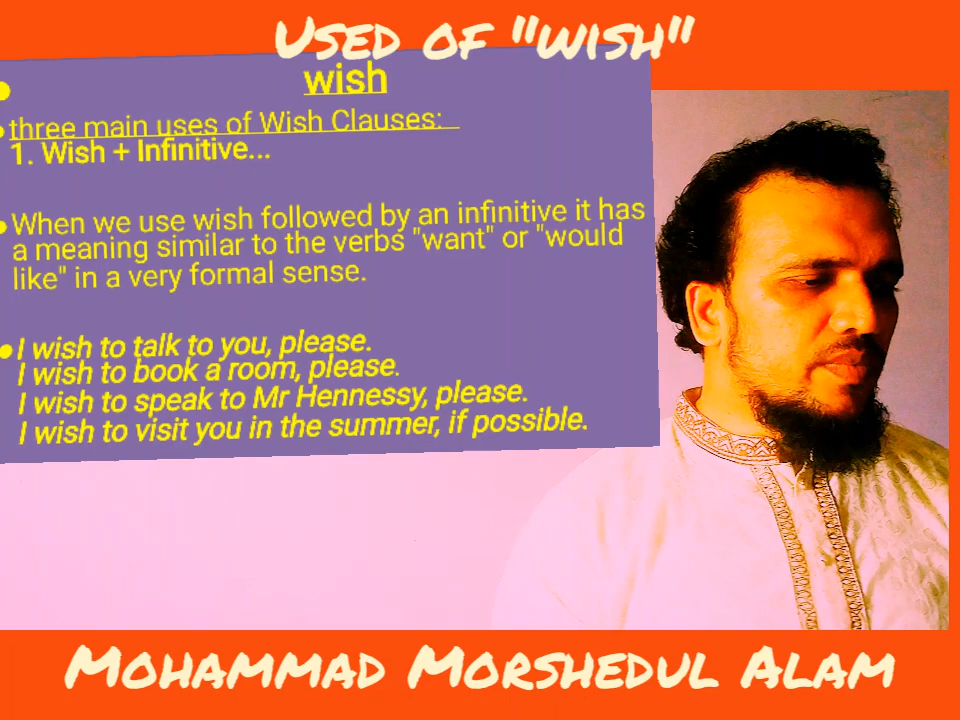 Used of "wish"
wish
three main uses of Wish Clauses:
1. Wish + Infinitive...
When we use wish followed by an infinitive it has
a meaning similar to the verbs "want" or "would
like" in a very formal sense.
I wish to talk to you, please.
I wish to book a room, please.
I wish to speak to Mr Hennessy, please.
I wish to visit you in the summer, if possible.
Mohammad Morshedul Alam